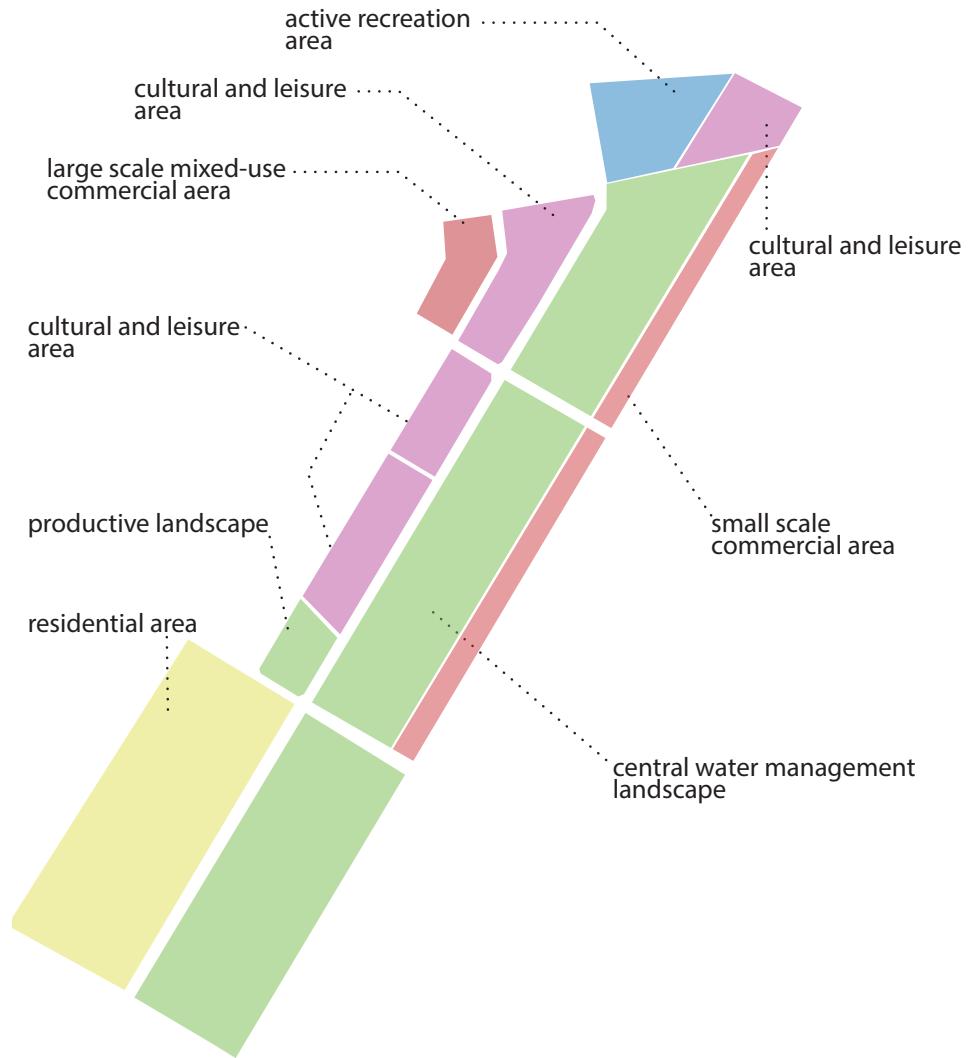 active recreation
area
cultural and leisure
area
large scale mixed-use
commercial aera
cultural and leisure
area
cultural and leisure
area
productive landscape
small scale
commercial area
residential area
central water management
landscape